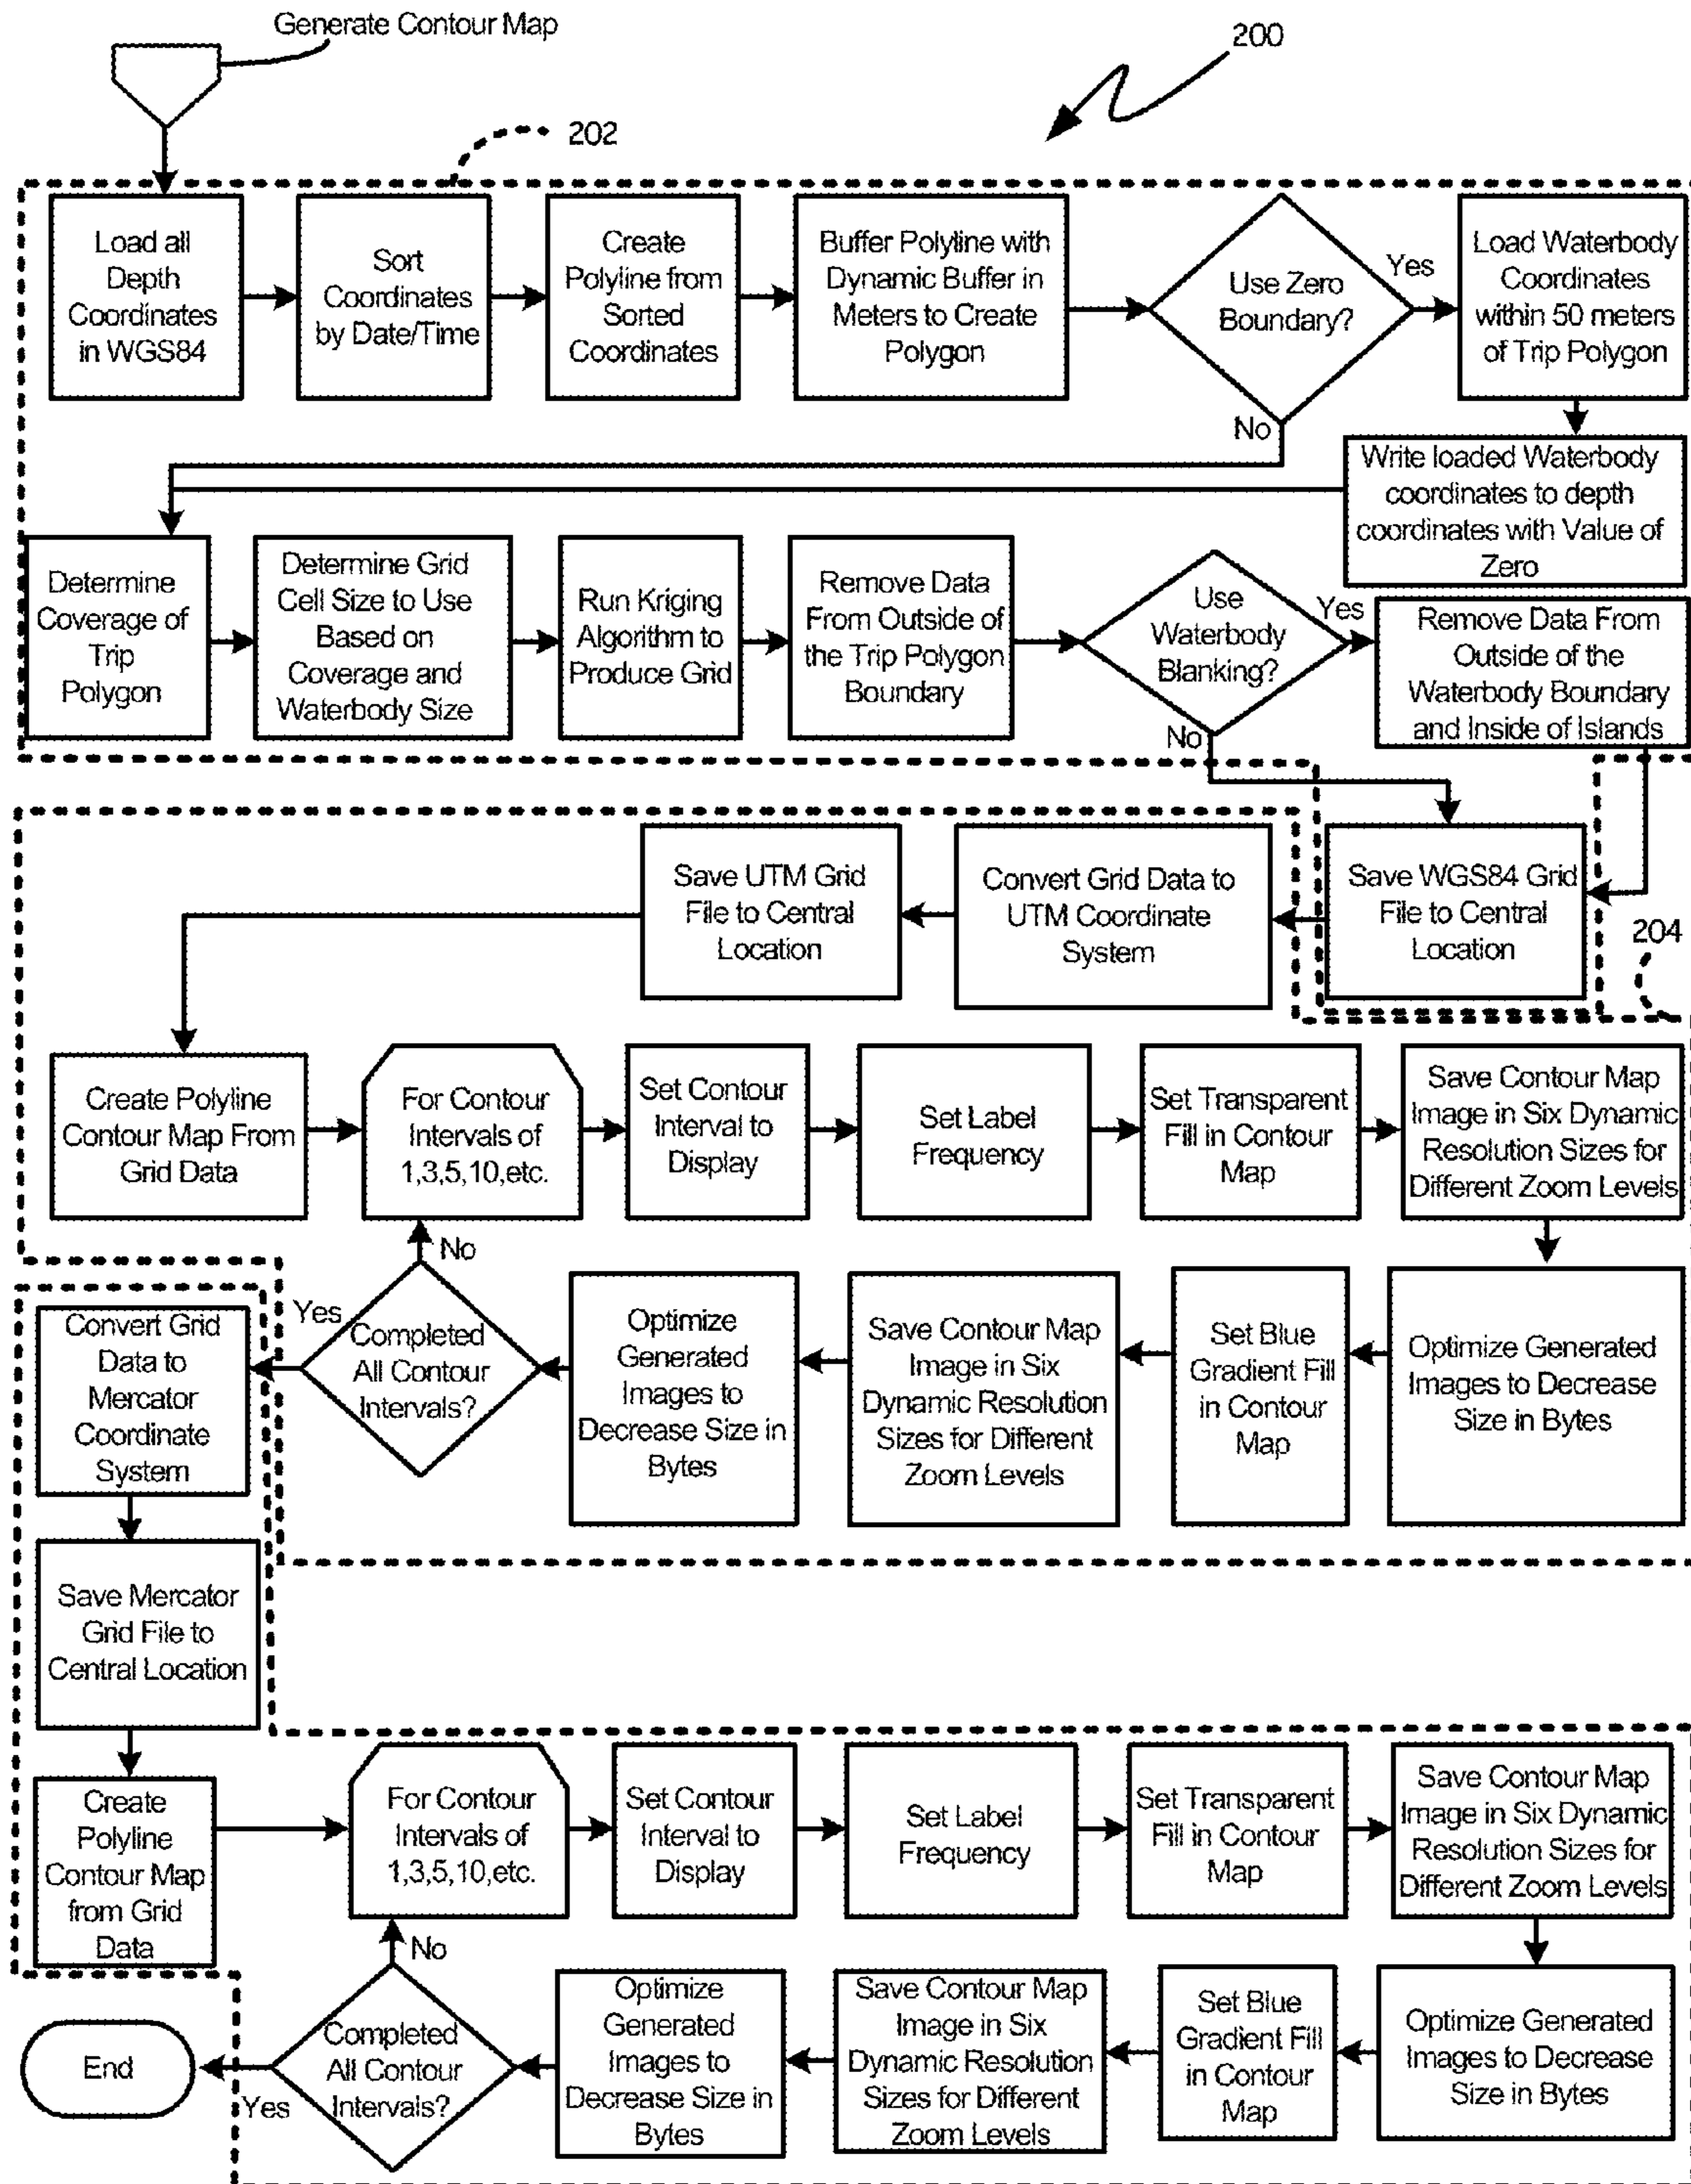 Generate Contour Map
200
202
Load all
Depth
Coordinates
in WGS84
Sort
Coordinates
by Date/Time
Create
Polyline from
Sorted
Coordinates
Buffer Polyline with
Dynamic Buffer in
Meters to Create
Polygon
Use Zero
Boundary?
Yes
No
Load Waterbody
Coordinates
within 50 meters
of Trip Polygon
Write loaded Waterbody
coordinates to depth
coordinates with Value of
Zero
Determine
Coverage of
Trip
Polygon
Determine Grid
Cell Size to Use
Based on
Coverage and
Waterbody Size
Run Kriging
Algorithm to
Produce Grid
Remove Data
From Outside of
the Trip Polygon
Boundary
Use
Waterbody
Blanking?
Yes
No
Remove Data From
Outside of the
Waterbody Boundary
and Inside of Islands
Save WGS84 Grid
File to Central
Location
204
Convert Grid Data to
UTM Coordinate
System
Save UTM Grid
File to Central
Location
Create Polyline
Contour Map From
Grid Data
For Contour
Intervals of
1,3,5,10,etc.
Set Contour
Interval to
Display
Set Label
Frequency
Set Transparent
Fill in Contour
Map
Save Contour Map
Image in Six Dynamic
Resolution Sizes for
Different Zoom Levels
Optimize Generated
Images to Decrease
Size in Bytes
Set Blue
Gradient Fill
in Contour
Map
Save Contour Map
Image in Six
Dynamic Resolution
Sizes for Different
Zoom Levels
Optimize
Generated
Images to
Decrease Size in
Bytes
Completed
All Contour
Intervals?
No
Yes
Convert Grid
Data to
Mercator
Coordinate
System
Save Mercator
Grid File to
Central Location
Create
Polyline
Contour Map
from Grid
Data
For Contour
Intervals of
1,3,5,10,etc.
Set Contour
Interval to
Display
Set Label
Frequency
Set Transparent
Fill in Contour
Map
Save Contour Map
Image in Six Dynamic
Resolution Sizes for
Different Zoom Levels
Optimize Generated
Images to Decrease
Size in Bytes
Set Blue
Gradient Fill
in Contour
Map
Save Contour Map
Image in Six
Dynamic Resolution
Sizes for Different
Zoom Levels
Optimize
Generated
Images to
Decrease Size in
Bytes
Completed
All Contour
Intervals?
No
Yes
End